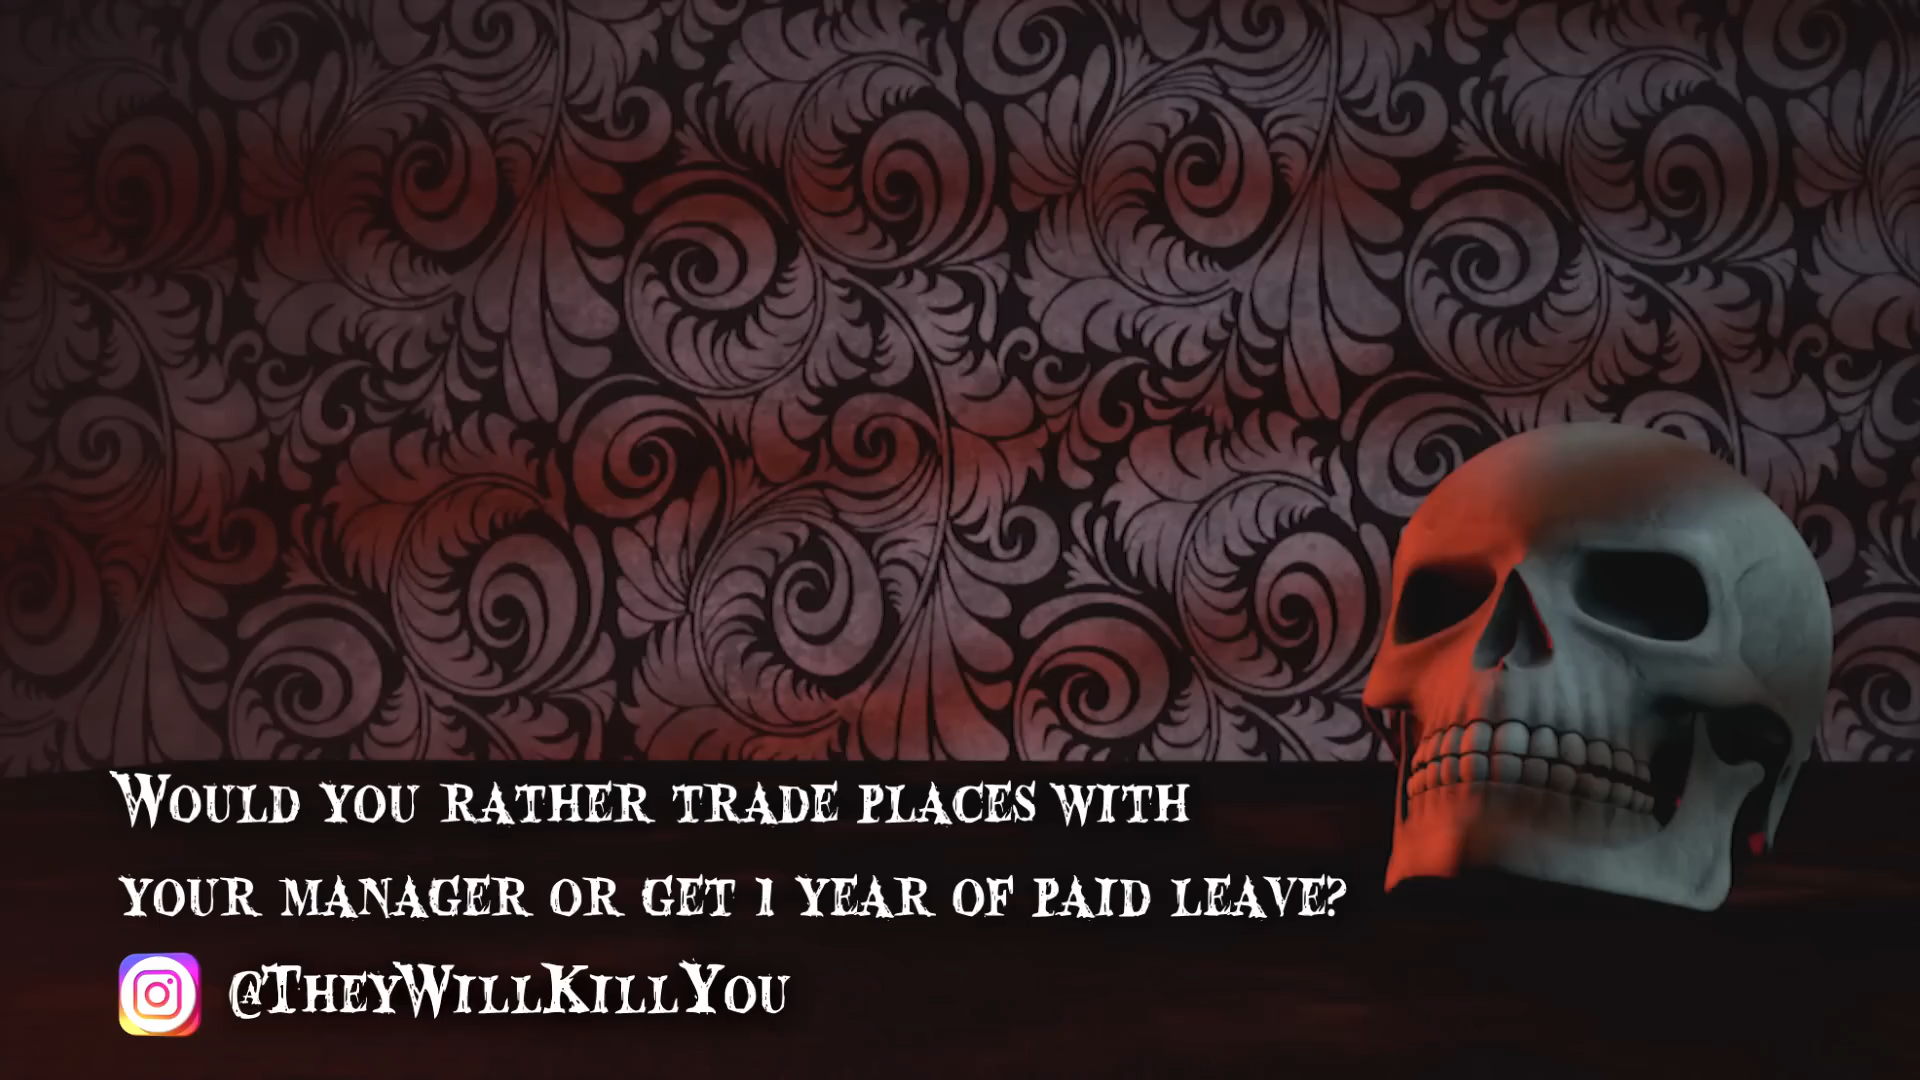 Would you rather trade places with
your manager or get 1 year of paid leave?
@TheyWillKillYou